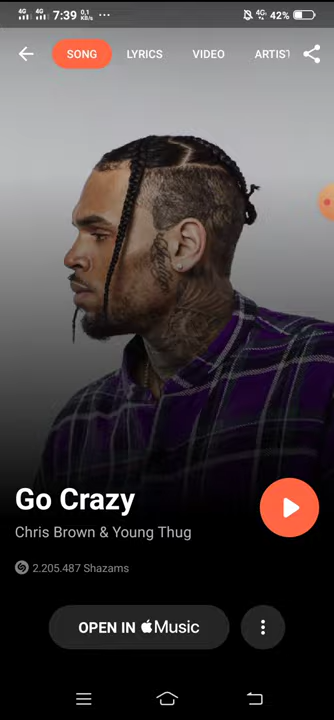 4G 4G 7:39 0,1 KB/s ... 4G 42%
SONG LYRICS VIDEO ARTIST
Go Crazy
Chris Brown & Young Thug
2.205.487 Shazams
OPEN IN Music